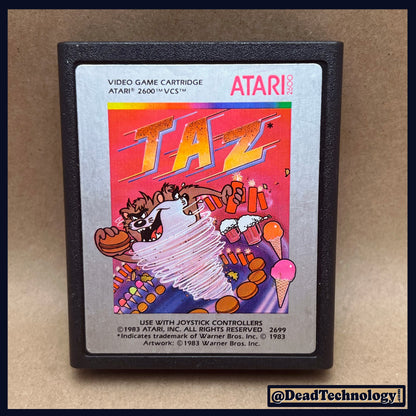 VIDEO GAME CARTRIDGE
ATARI® 2600™ VCS™
ATARI
2600
TAZ*
USE WITH JOYSTICK CONTROLLERS
©1983 ATARI, INC. ALL RIGHTS RESERVED 2699
*Indicates trademark of Warner Bros. Inc. © 1983
Artwork: ©1983 Warner Bros. Inc.
@DeadTechnology